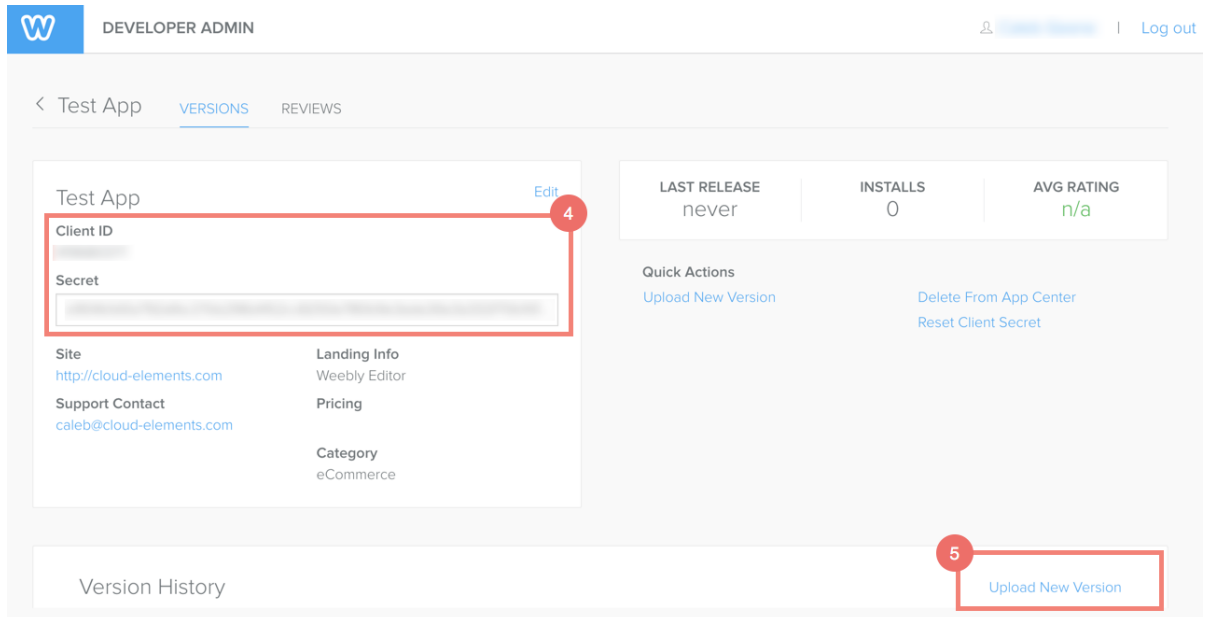 DEVELOPER ADMIN
| Log out
Test App VERSIONS REVIEWS
Test App
Edit
4
Client ID
Secret
Site
http://cloud-elements.com
Support Contact
caleb@cloud-elements.com
Landing Info
Weebly Editor
Pricing
Category
eCommerce
LAST RELEASE
never
INSTALLS
0
AVG RATING
n/a
Quick Actions
Upload New Version
Delete From App Center
Reset Client Secret
Version History
5
Upload New Version